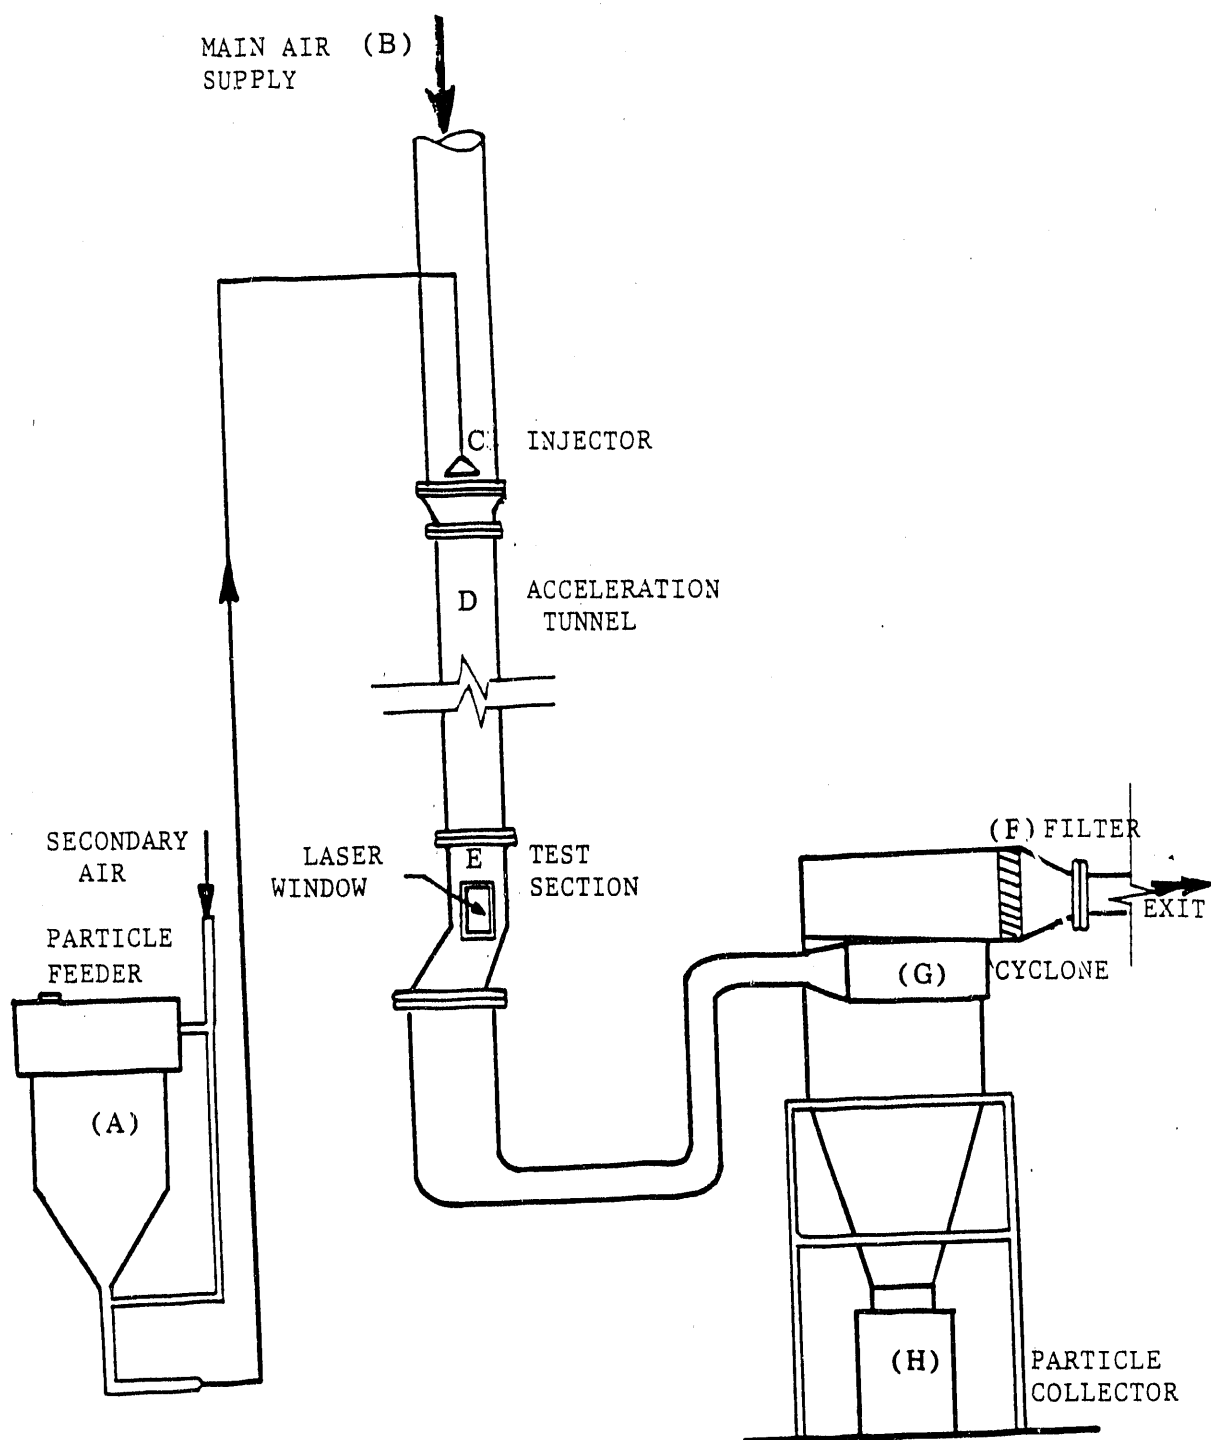 MAIN AIR (B)
SUPPLY
C INJECTOR
D
ACCELERATION
TUNNEL
SECONDARY
AIR
LASER
WINDOW
E
TEST
SECTION
(F) FILTER
EXIT
PARTICLE
FEEDER
(G)
CYCLONE
(A)
(H)
PARTICLE
COLLECTOR